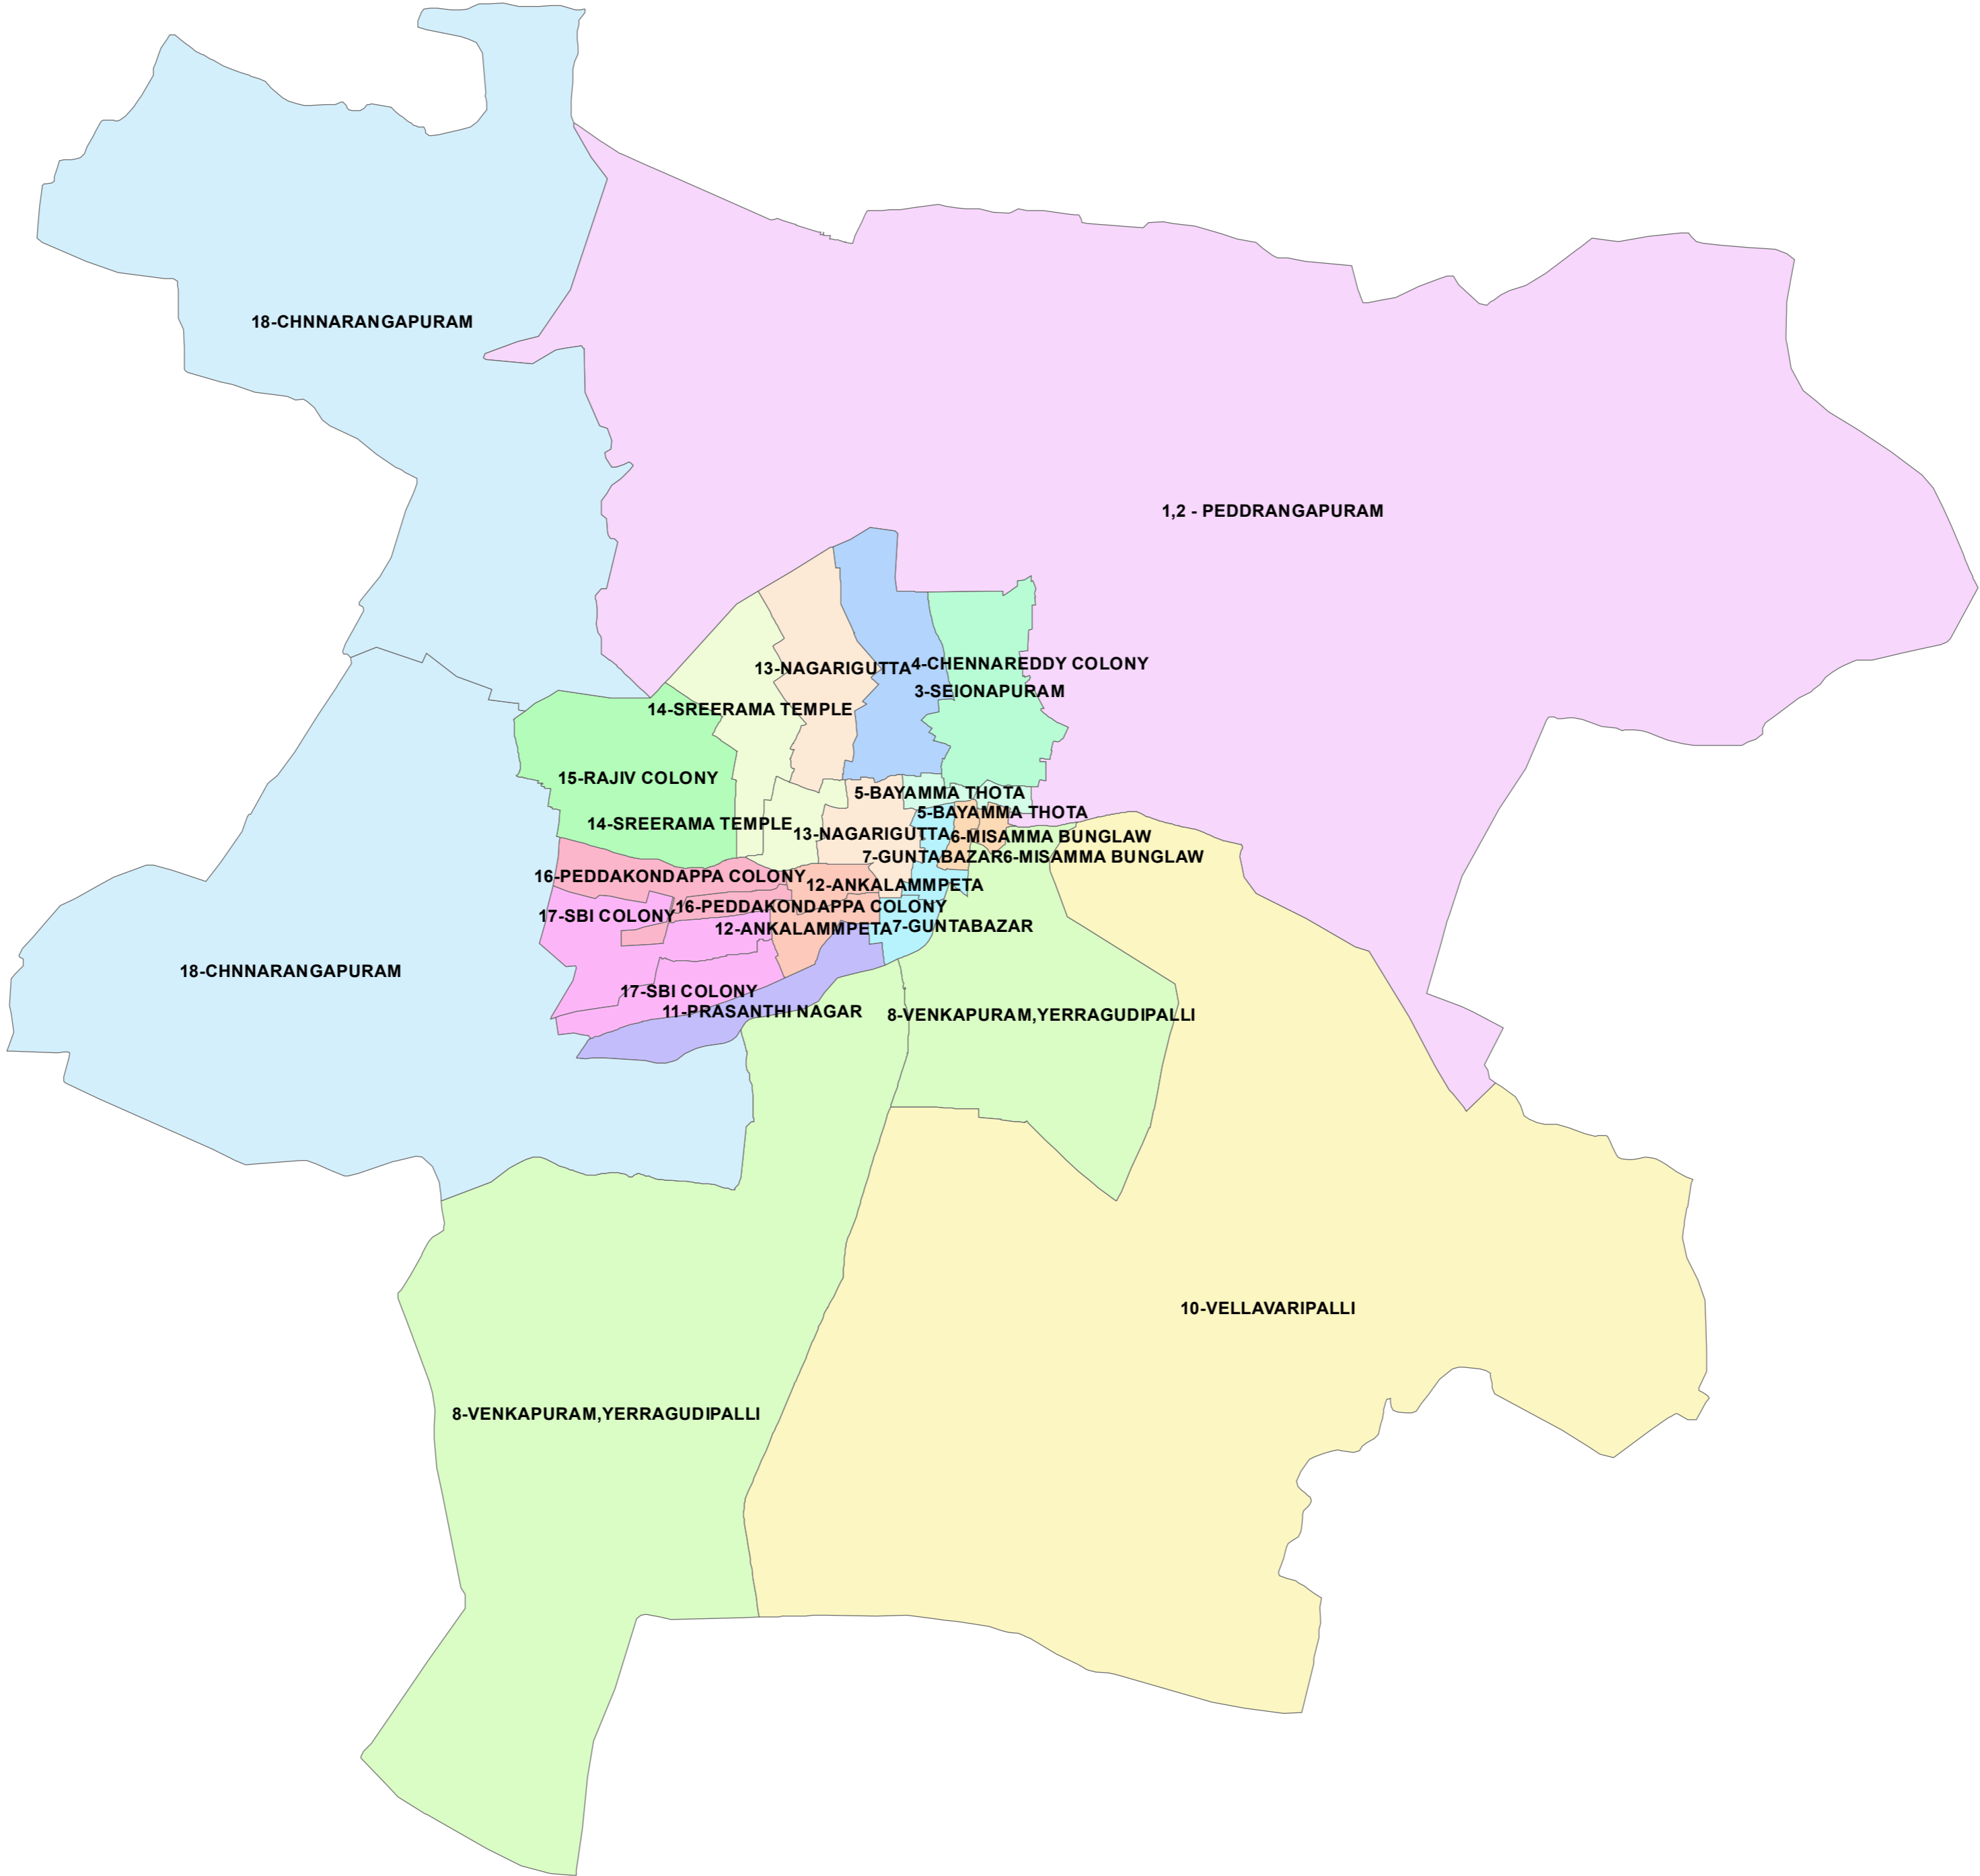 18-CHNNARANGAPURAM
1,2 - PEDDRANGAPURAM
4-CHENNAREDDY COLONY
13-NAGARIGUTTA
3-SEIONAPURAM
14-SREERAMA TEMPLE
15-RAJIV COLONY
5-BAYAMMA THOTA
5-BAYAMMA THOTA
14-SREERAMA TEMPLE
13-NAGARIGUTTA
6-MISAMMA BUNGLAW
7-GUNTABAZAR
6-MISAMMA BUNGLAW
16-PEDDAKONDAPPA COLONY
12-ANKALAMMPETA
16-PEDDAKONDAPPA COLONY
17-SBI COLONY
7-GUNTABAZAR
12-ANKALAMMPETA
18-CHNNARANGAPURAM
17-SBI COLONY
11-PRASANTHI NAGAR
8-VENKAPURAM,YERRAGUDIPALLI
10-VELLAVARIPALLI
8-VENKAPURAM,YERRAGUDIPALLI